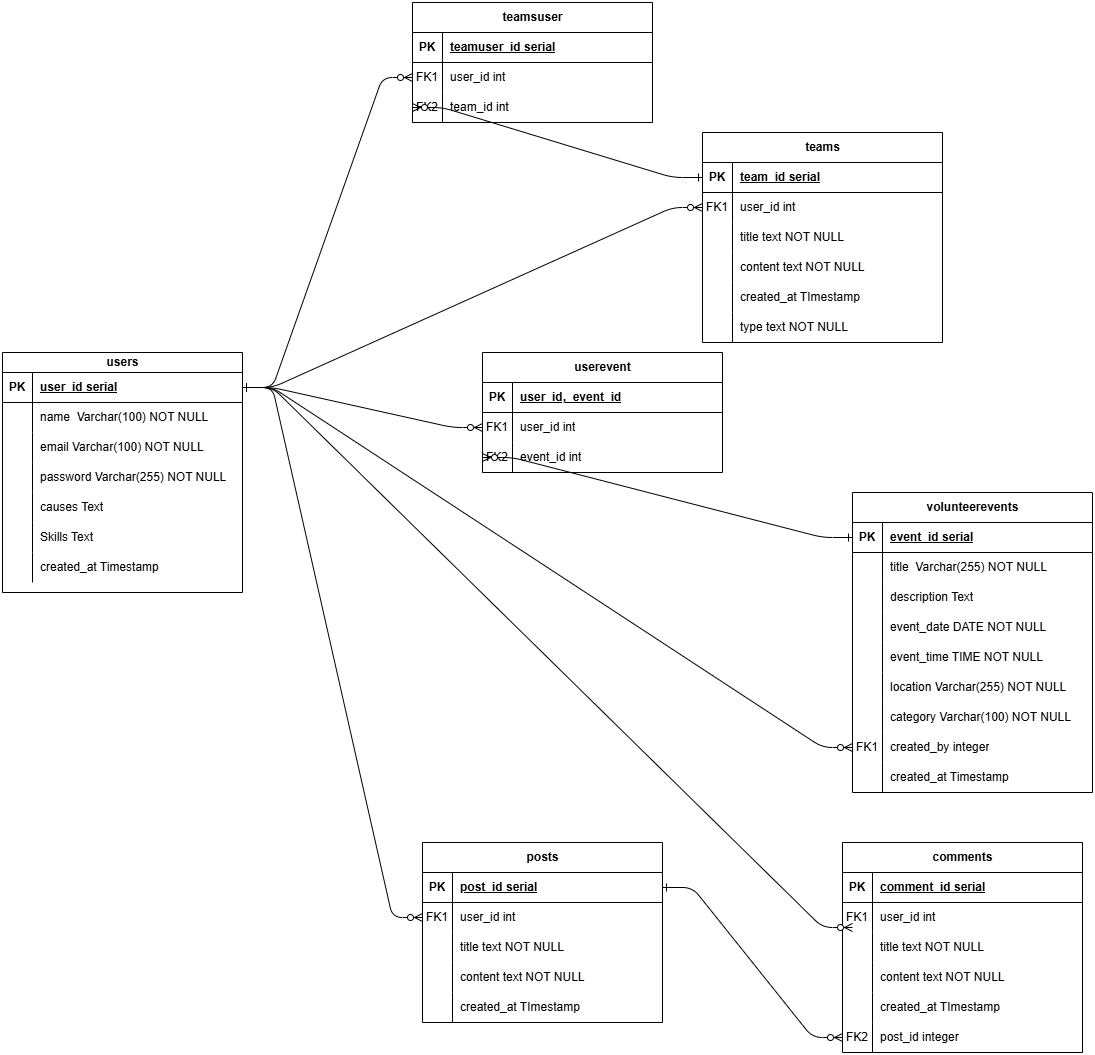 teamsuser
PK teamuser_id serial
FK1 user_id int
FK2 team_id int
teams
PK team_id serial
FK1 user_id int
title text NOT NULL
content text NOT NULL
created_at TImestamp
type text NOT NULL
users
PK user_id serial
name  Varchar(100) NOT NULL
email Varchar(100) NOT NULL
password Varchar(255) NOT NULL
causes Text
Skills Text
created_at Timestamp
userevent
PK user_id, event_id
FK1 user_id int
FK2 event_id int
volunteerevents
PK event_id serial
title  Varchar(255) NOT NULL
description Text
event_date DATE NOT NULL
event_time TIME NOT NULL
location Varchar(255) NOT NULL
category Varchar(100) NOT NULL
FK1 created_by integer
created_at Timestamp
posts
PK post_id serial
FK1 user_id int
title text NOT NULL
content text NOT NULL
created_at TImestamp
comments
PK comment_id serial
FK1 user_id int
title text NOT NULL
content text NOT NULL
created_at TImestamp
FK2 post_id integer